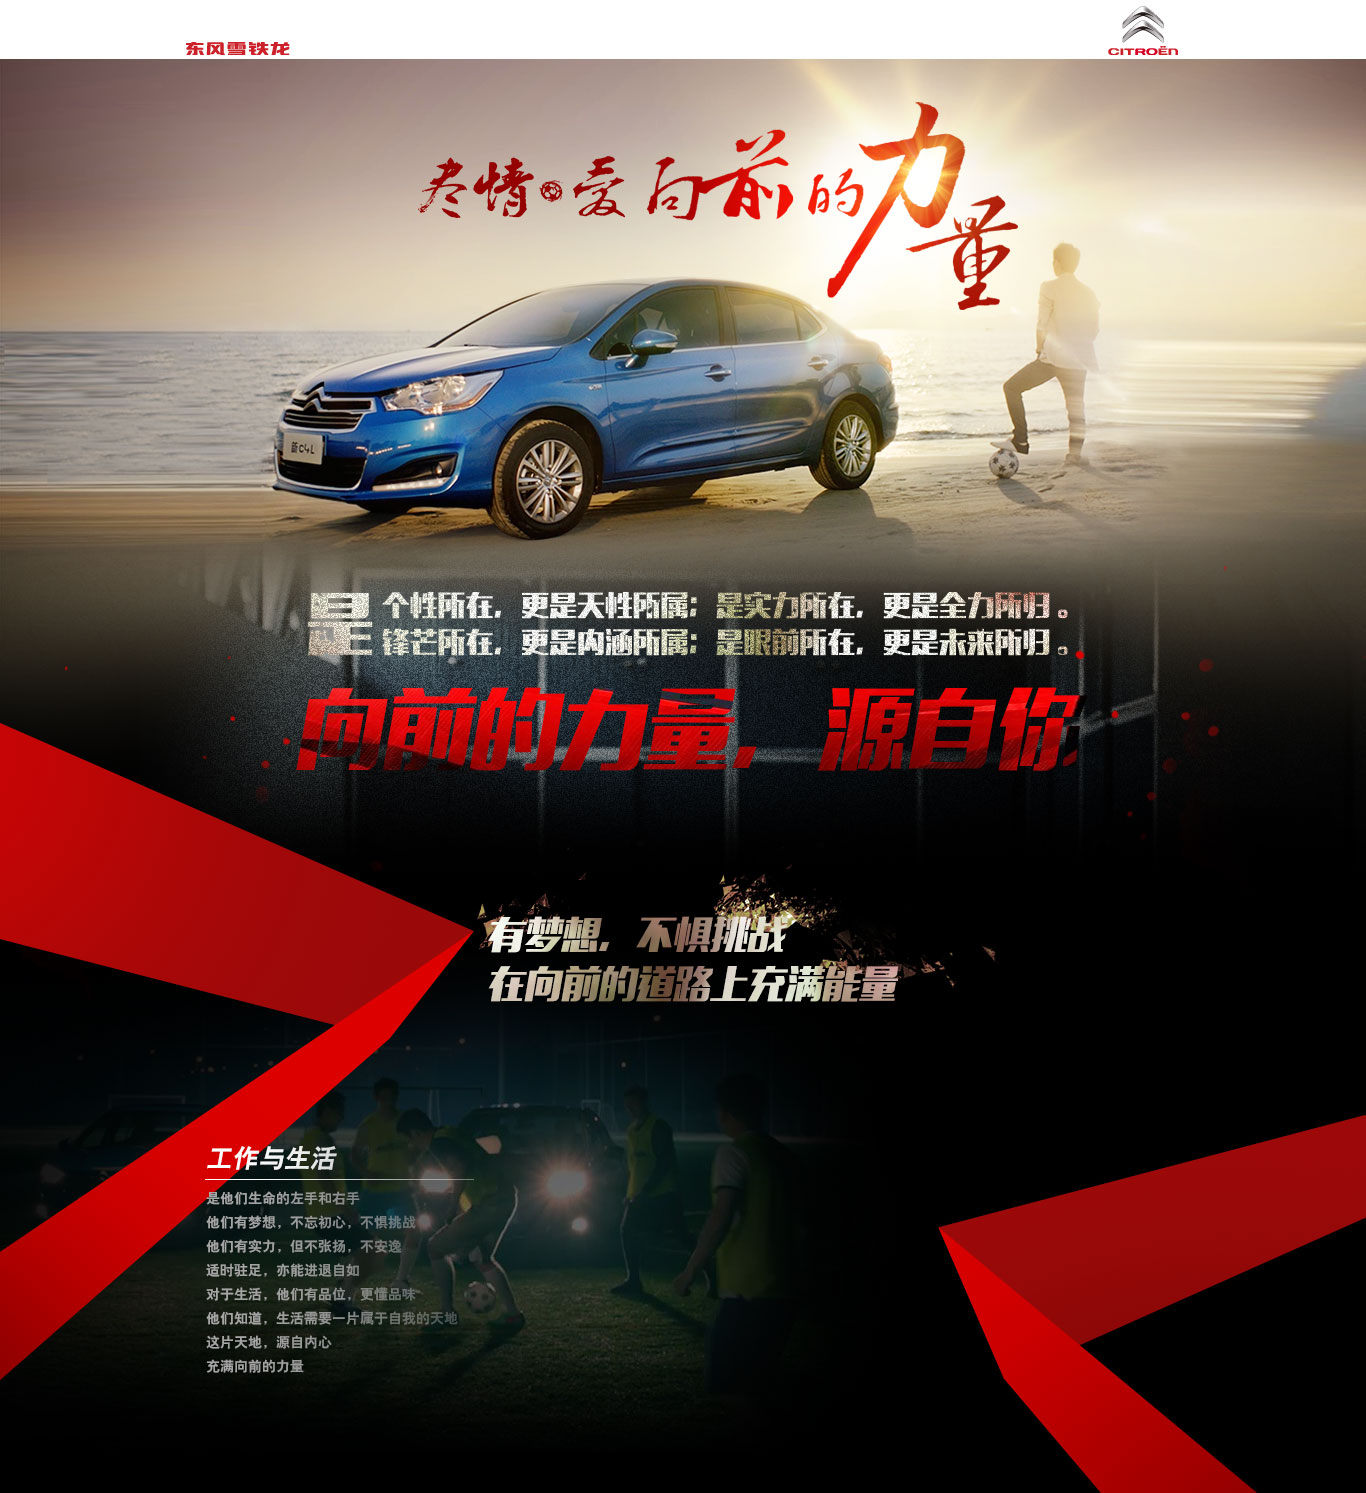 东风雪铁龙
CITROËN
尽情·爱 向前的力量
新C4L
是 个性所在，更是天性所属；是实力所在，更是全力所归。
锋芒所在，更是内涵所属；是眼前所在，更是未来所归。
向前的力量，源自你
有梦想，不惧挑战
在向前的道路上充满能量
工作与生活
是他们生命的左手和右手
他们有梦想，不忘初心，不惧挑战
他们有实力，但不张扬，不安逸
适时驻足，亦能进退自如
对于生活，他们有品位，更懂品味
他们知道，生活需要一片属于自我的天地
这片天地，源自内心
充满向前的力量